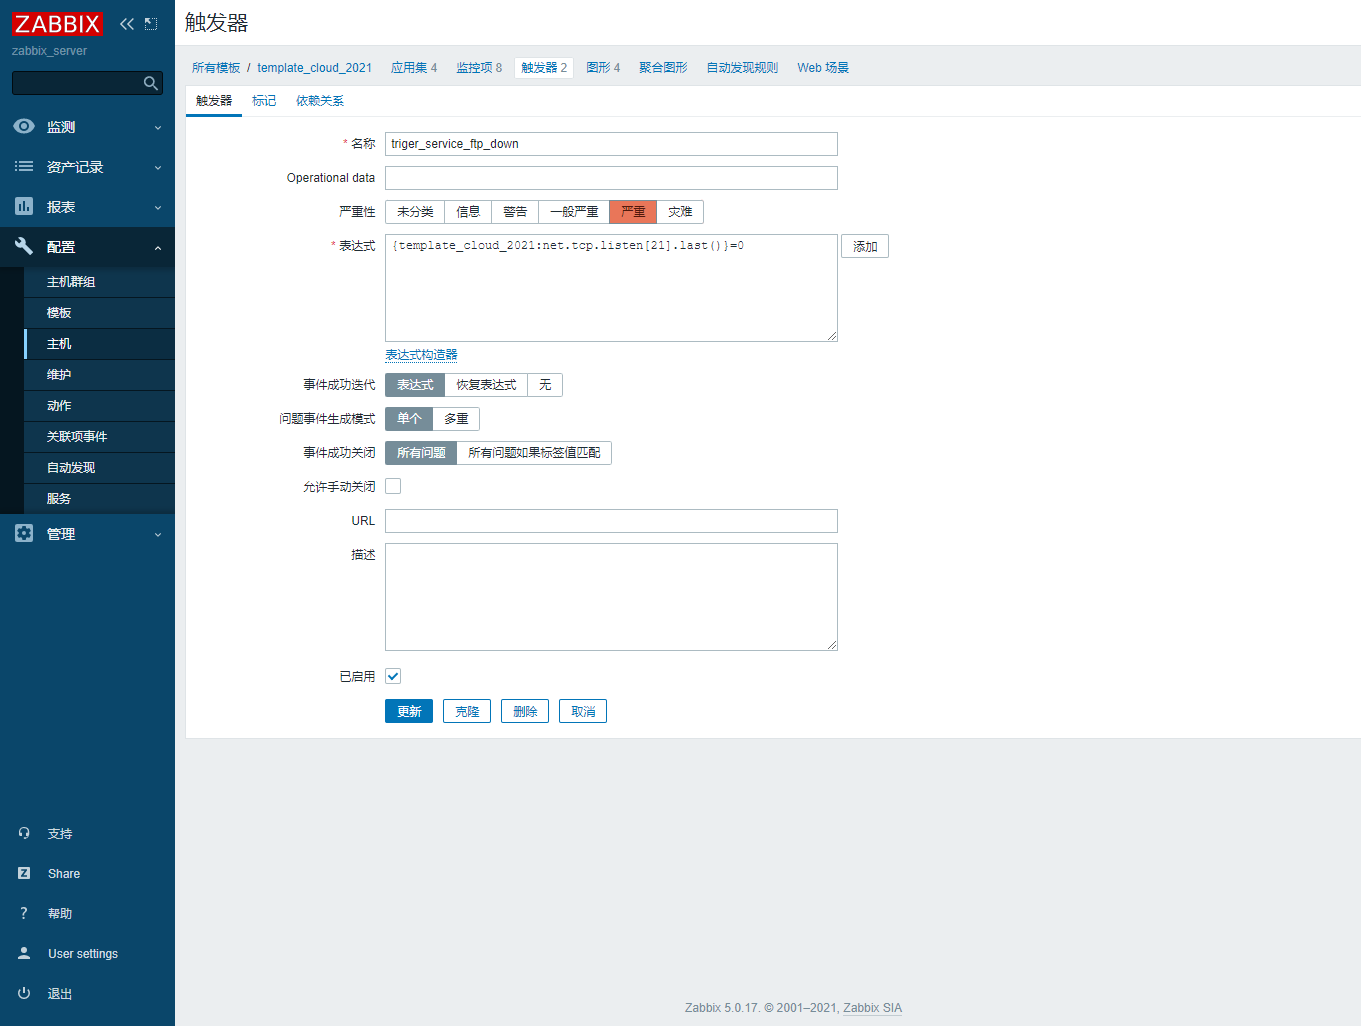 ZABBIX
zabbix_server
监测
资产记录
报表
配置
主机群组
模板
主机
维护
动作
关联项事件
自动发现
服务
管理
支持
Share
帮助
User settings
退出
触发器
所有模板 / template_cloud_2021 应用集 4 监控项 8 触发器 2 图形 4 聚合图形 自动发现规则 Web 场景
触发器 标记 依赖关系
* 名称 triger_service_ftp_down
Operational data
严重性 未分类 信息 警告 一般严重 严重 灾难
* 表达式 {template_cloud_2021:net.tcp.listen[21].last()}=0 添加
表达式构造器
事件成功迭代 表达式 恢复表达式 无
问题事件生成模式 单个 多重
事件成功关闭 所有问题 所有问题如果标签值匹配
允许手动关闭
URL
描述
已启用
更新 克隆 删除 取消
Zabbix 5.0.17. © 2001–2021, Zabbix SIA